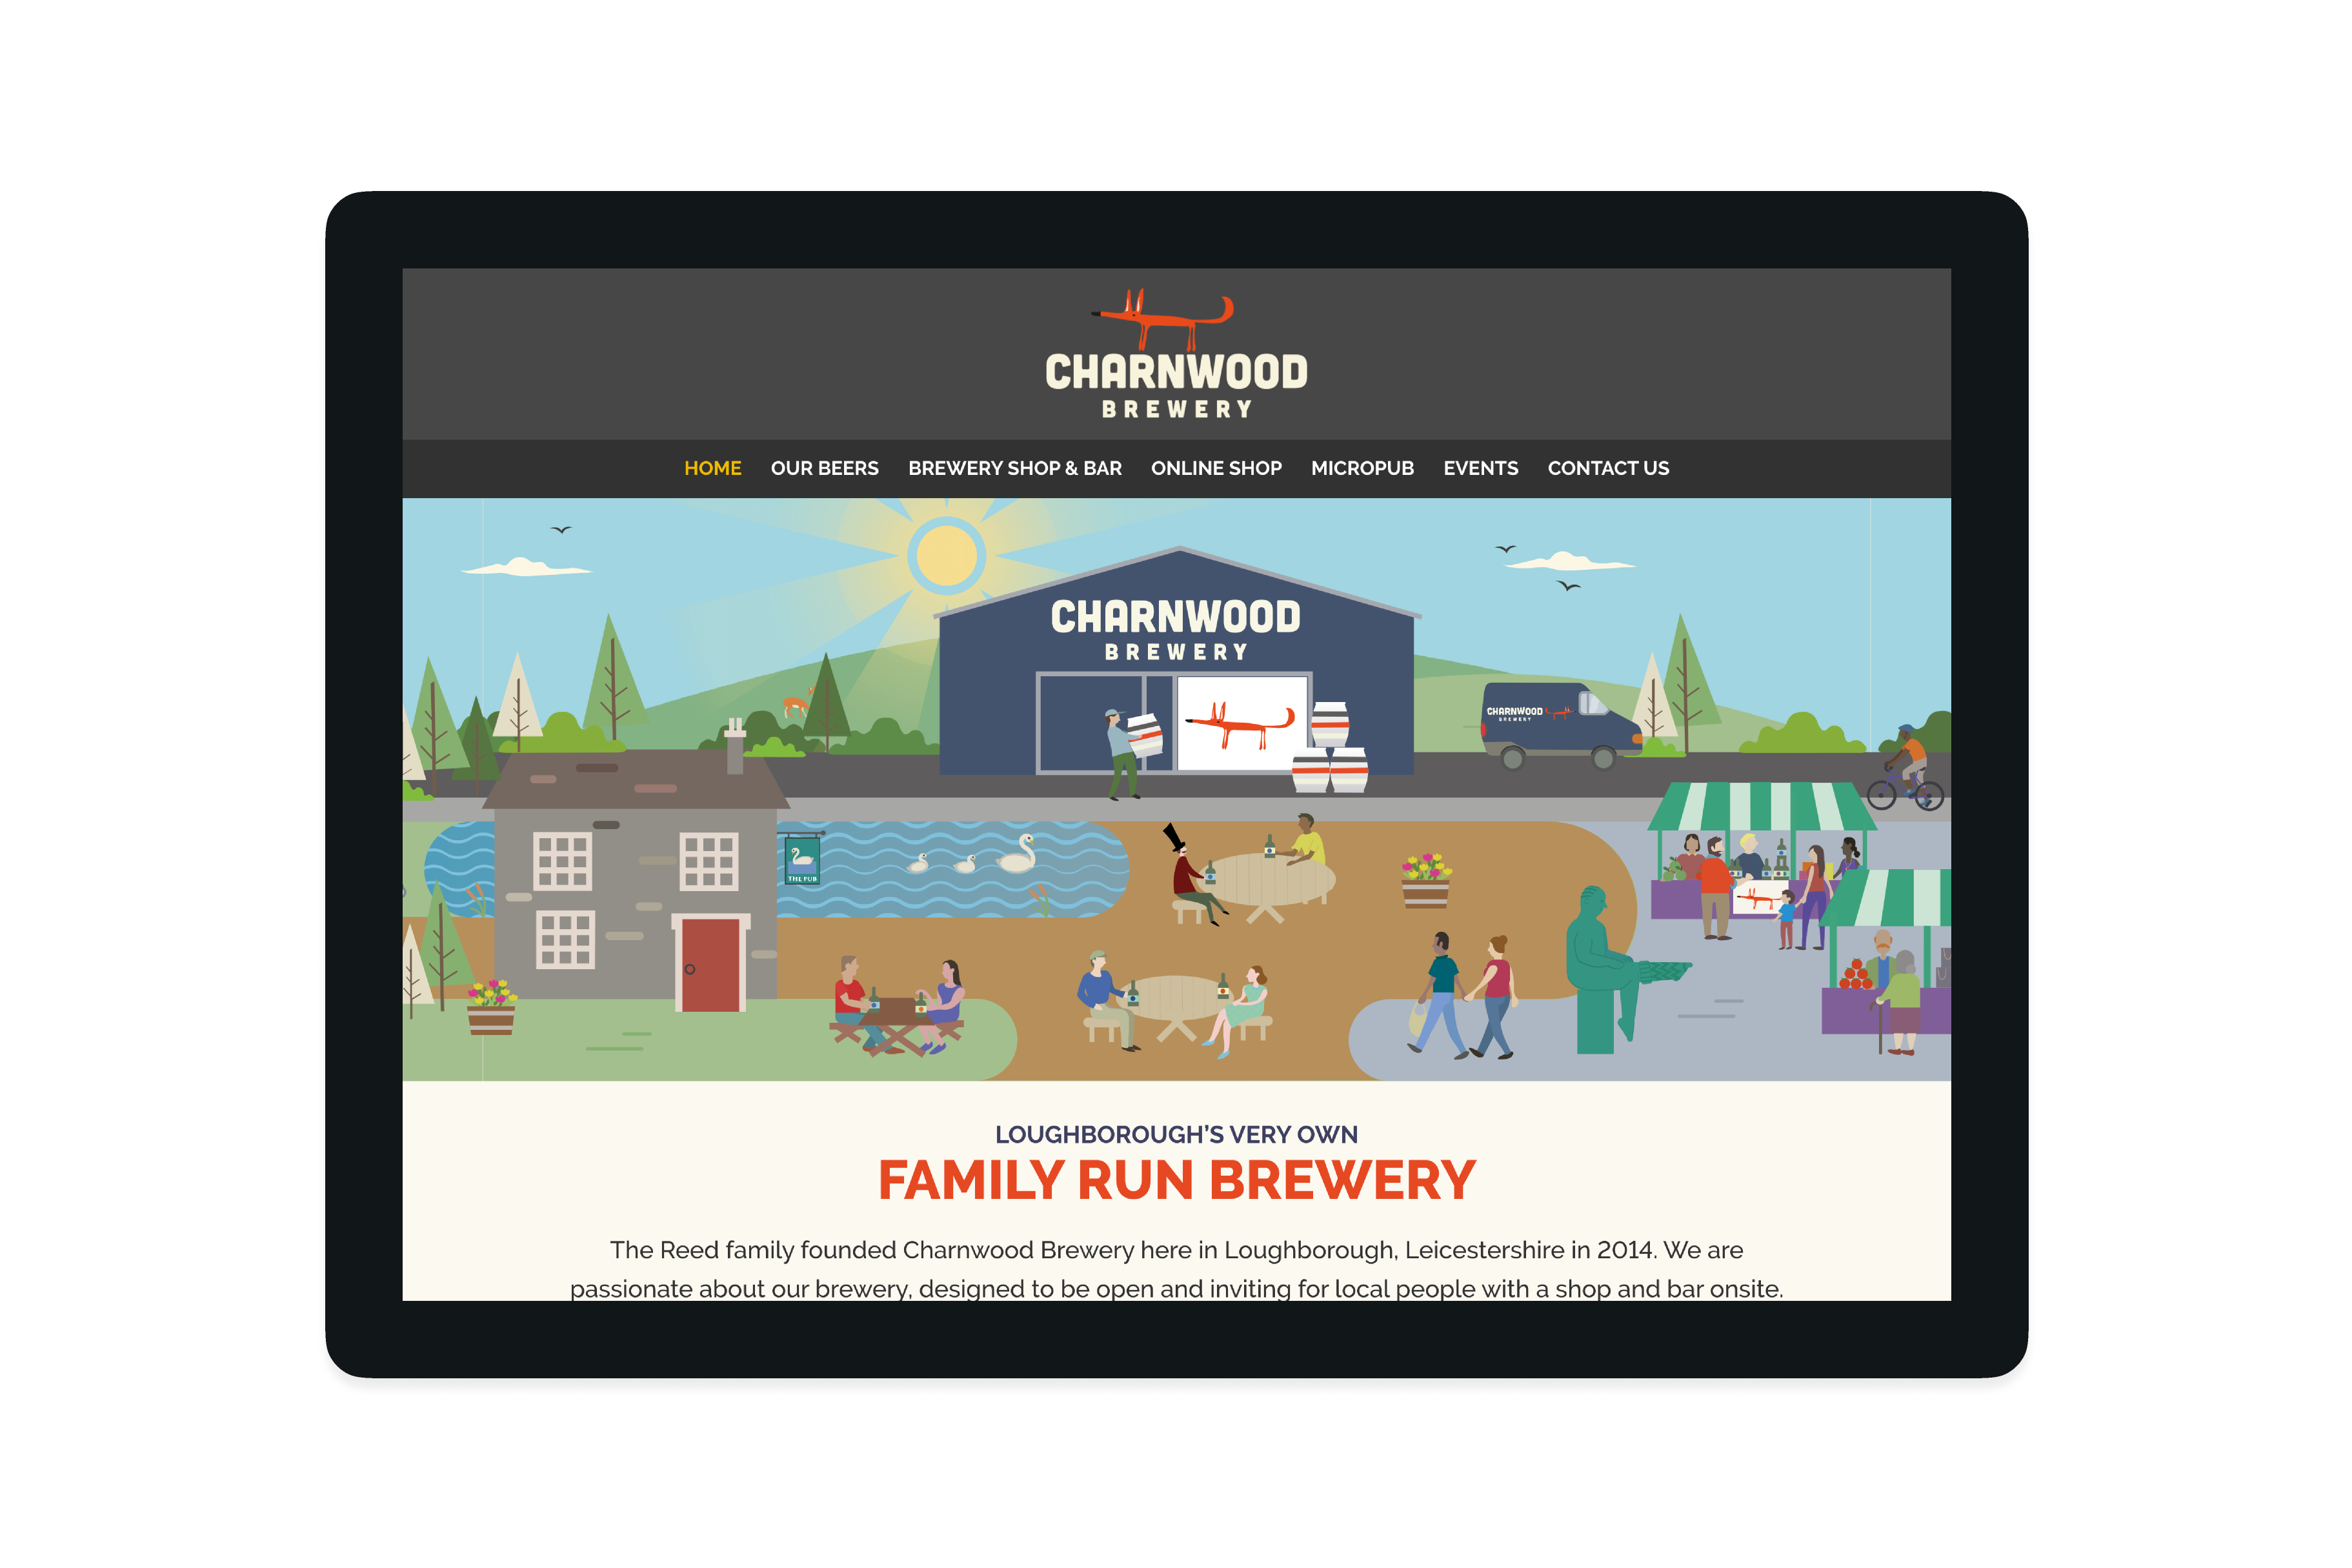 CHARNWOOD
BREWERY
HOME OUR BEERS BREWERY SHOP & BAR ONLINE SHOP MICROPUB EVENTS CONTACT US
CHARNWOOD
BREWERY
CHARNWOOD
BREWERY
THE PUB
LOUGHBOROUGH'S VERY OWN
FAMILY RUN BREWERY
The Reed family founded Charnwood Brewery here in Loughborough, Leicestershire in 2014. We are
passionate about our brewery, designed to be open and inviting for local people with a shop and bar onsite.